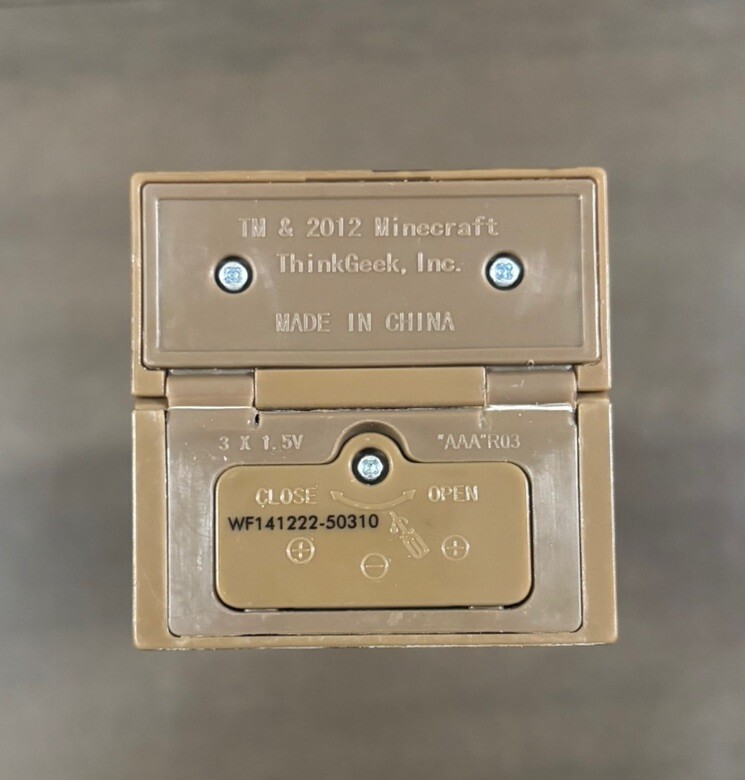 TM & 2012 Minecraft
ThinkGeek, Inc.
MADE IN CHINA
3 X 1.5V "AAA"R03
CLOSE OPEN
WF141222-50310